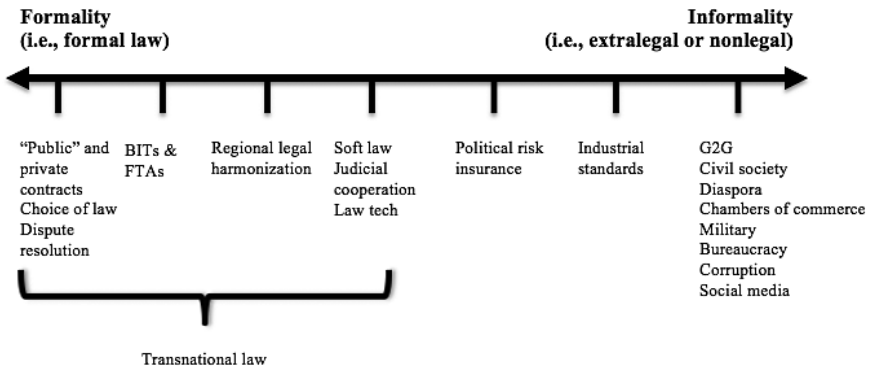 Formality
(i.e., formal law)
Informality
(i.e., extralegal or nonlegal)
“Public” and
private
contracts
Choice of law
Dispute
resolution
BITs &
FTAs
Regional legal
harmonization
Soft law
Judicial
cooperation
Law tech
Political risk
insurance
Industrial
standards
G2G
Civil society
Diaspora
Chambers of commerce
Military
Bureaucracy
Corruption
Social media
Transnational law